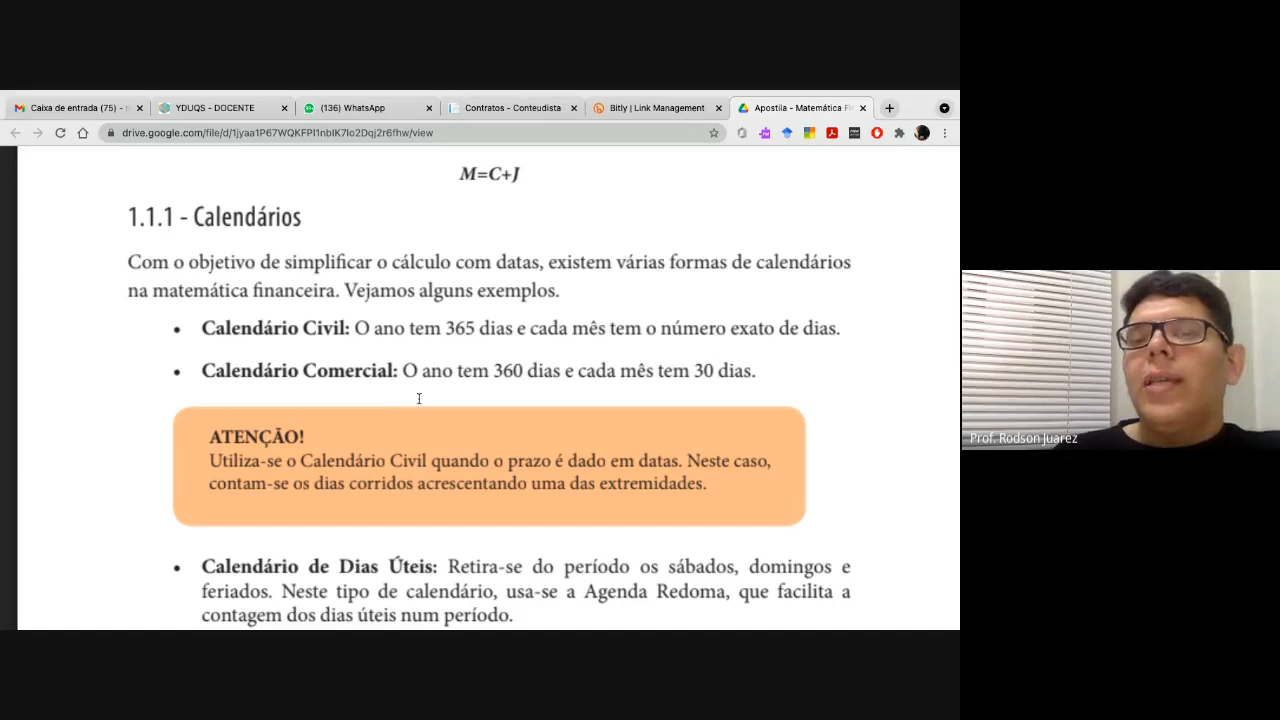 Caixa de entrada (75) -
YDUQS - DOCENTE
(136) WhatsApp
Contratos - Conteudista
Bitly | Link Management
Apostila - Matemática Fi
drive.google.com/file/d/1jyaa1P67WQKFPI1nbIK7Io2Dqj2r6fhw/view
M=C+J
1.1.1 - Calendários
Com o objetivo de simplificar o cálculo com datas, existem várias formas de calendários
na matemática financeira. Vejamos alguns exemplos.
• Calendário Civil: O ano tem 365 dias e cada mês tem o número exato de dias.
• Calendário Comercial: O ano tem 360 dias e cada mês tem 30 dias.
ATENÇÃO!
Utiliza-se o Calendário Civil quando o prazo é dado em datas. Neste caso,
contam-se os dias corridos acrescentando uma das extremidades.
• Calendário de Dias Úteis: Retira-se do período os sábados, domingos e
feriados. Neste tipo de calendário, usa-se a Agenda Redoma, que facilita a
contagem dos dias úteis num período.
Prof. Rodson Juarez